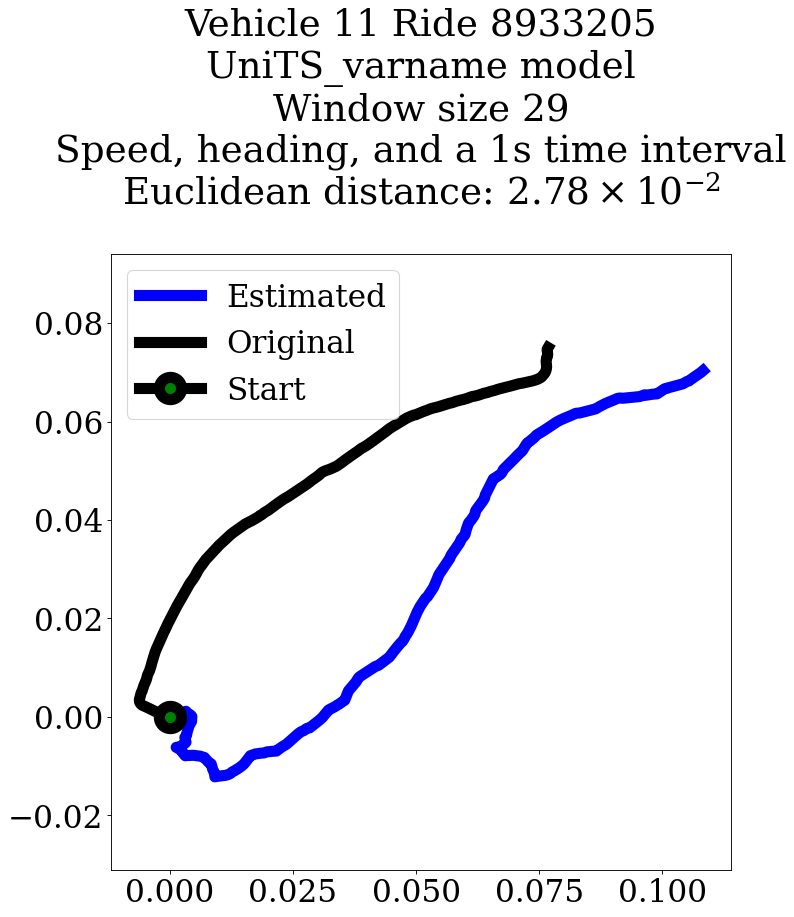 Vehicle 11 Ride 8933205
UniTS_varname model
Window size 29
Speed, heading, and a 1s time interval
Euclidean distance: 2.78 × 10⁻²
Estimated
Original
Start
0.08
0.06
0.04
0.02
0.00
−0.02
0.000 0.025 0.050 0.075 0.100